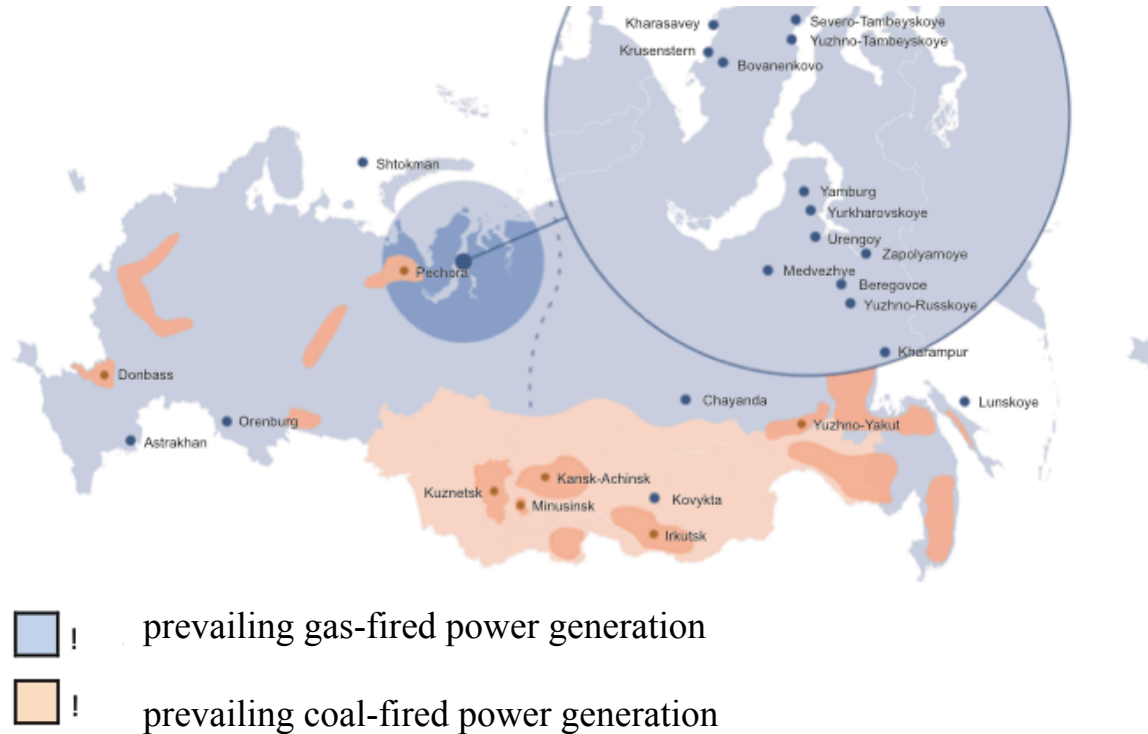 Kharasavey
Severo-Tambeyskoye
Yuzhno-Tambeyskoye
Krusenstern
Bovanenkovo
Shtokman
Yamburg
Yurkharovskoye
Urengoy
Zapolyarnoye
Medvezhye
Pechora
Beregovoe
Yuzhno-Russkoye
Kharampur
Donbass
Chayanda
Lunskoye
Orenburg
Yuzhno-Yakut
Astrakhan
Kansk-Achinsk
Kuznetsk
Kovykta
Minusinsk
Irkutsk
! prevailing gas-fired power generation
! prevailing coal-fired power generation